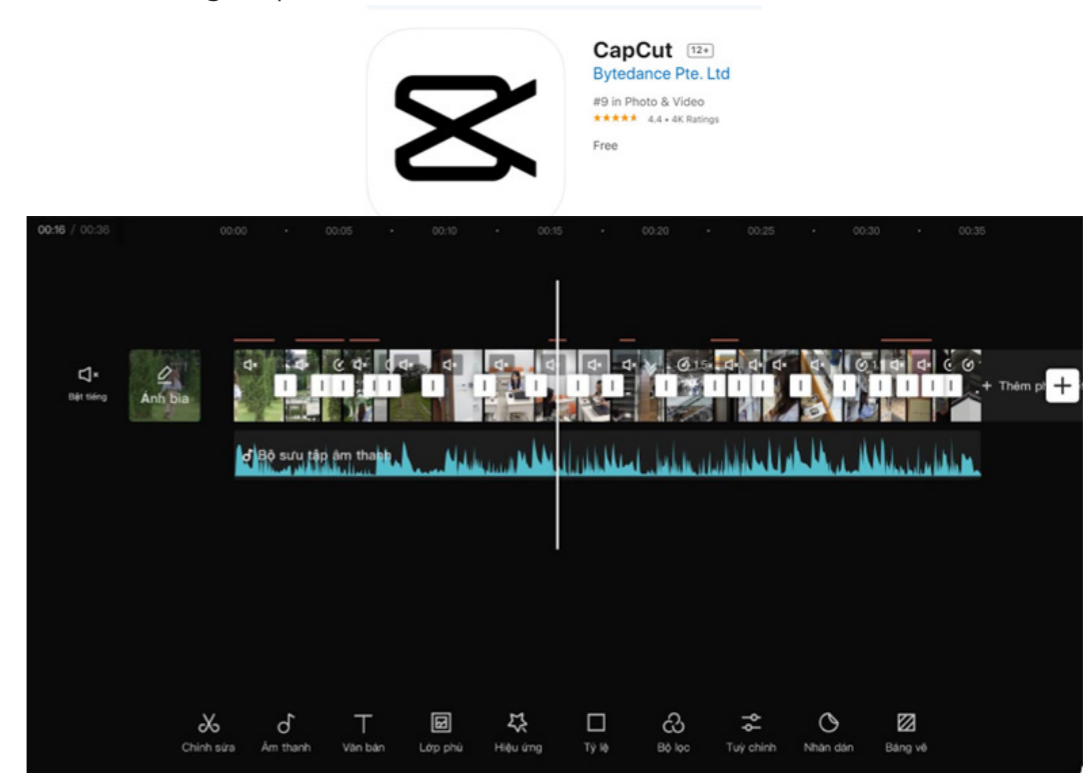 CapCut 12+
Bytedance Pte. Ltd
#9 in Photo & Video
4.4 • 4K Ratings
Free
00:16 / 00:36 00:00 00:05 00:10 00:15 00:20 00:25 00:30 00:35
Bật tiếng
Ảnh bìa
+ Thêm
Bộ sưu tập âm thanh
Chỉnh sửa Âm thanh Văn bản Lớp phủ Hiệu ứng Tỷ lệ Bộ lọc Tuỳ chỉnh Nhãn dán Bảng vẽ